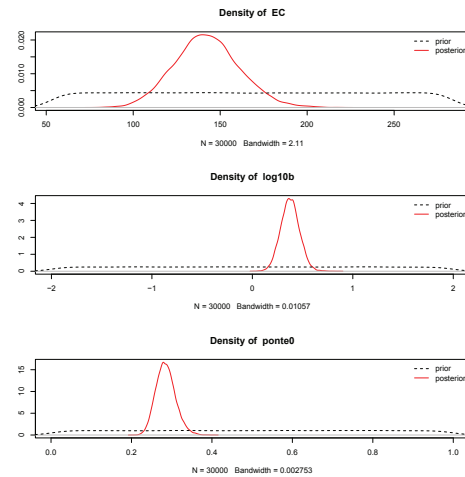 Density of EC
prior
posterior
0.000
0.010
0.020
50
100
150
200
250
N = 30000 Bandwidth = 2.11
Density of log10b
prior
posterior
0
1
2
3
4
−2
−1
0
1
2
N = 30000 Bandwidth = 0.01057
Density of ponte0
prior
posterior
0
5
10
15
0.0
0.2
0.4
0.6
0.8
1.0
N = 30000 Bandwidth = 0.002753